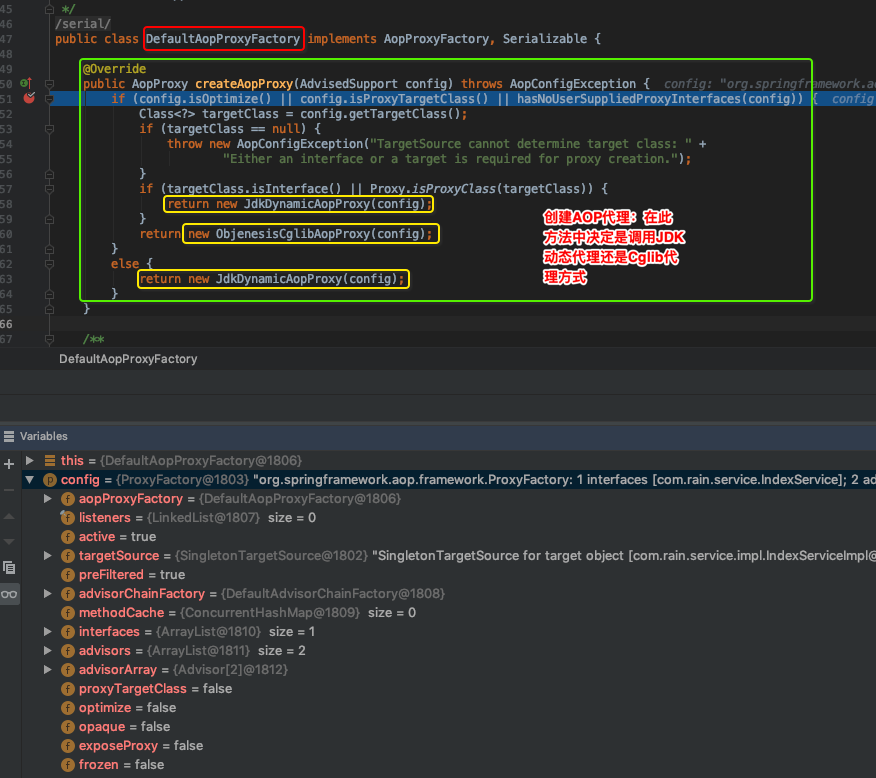 45 */
46 /serial/
47 public class DefaultAopProxyFactory implements AopProxyFactory, Serializable {
48
49 @Override
50 public AopProxy createAopProxy(AdvisedSupport config) throws AopConfigException { config: "org.springframework.ao
51 if (config.isOptimize() || config.isProxyTargetClass() || hasNoUserSuppliedProxyInterfaces(config)) { config
52 Class<?> targetClass = config.getTargetClass();
53 if (targetClass == null) {
54 throw new AopConfigException("TargetSource cannot determine target class: " +
55 "Either an interface or a target is required for proxy creation.");
56 }
57 if (targetClass.isInterface() || Proxy.isProxyClass(targetClass)) {
58 return new JdkDynamicAopProxy(config);
59 }
60 return new ObjenesisCglibAopProxy(config);
61 }
62 else {
63 return new JdkDynamicAopProxy(config);
64 }
65 }
66
67 /**
创建AOP代理：在此
方法中决定是调用JDK
动态代理还是Cglib代
理方式
DefaultAopProxyFactory
Variables
this = {DefaultAopProxyFactory@1806}
config = {ProxyFactory@1803} "org.springframework.aop.framework.ProxyFactory: 1 interfaces [com.rain.service.IndexService]; 2 ad
aopProxyFactory = {DefaultAopProxyFactory@1806}
listeners = {LinkedList@1807} size = 0
active = true
targetSource = {SingletonTargetSource@1802} "SingletonTargetSource for target object [com.rain.service.impl.IndexServiceImpl@
preFiltered = true
advisorChainFactory = {DefaultAdvisorChainFactory@1808}
methodCache = {ConcurrentHashMap@1809} size = 0
interfaces = {ArrayList@1810} size = 1
advisors = {ArrayList@1811} size = 2
advisorArray = {Advisor[2]@1812}
proxyTargetClass = false
optimize = false
opaque = false
exposeProxy = false
frozen = false